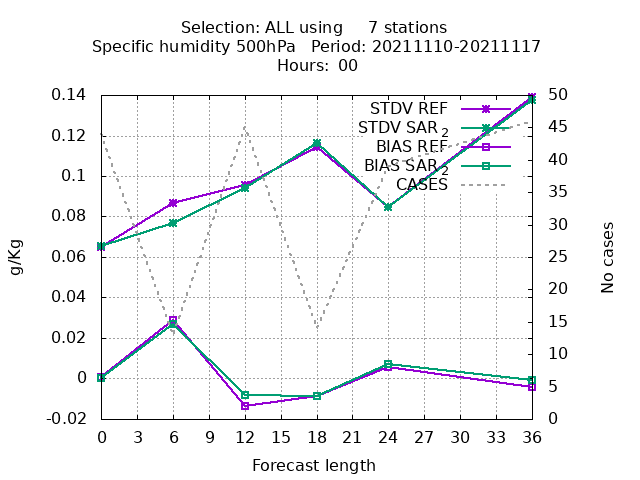 Selection: ALL using     7 stations
Specific humidity 500hPa   Period: 20211110-20211117
Hours: 00
STDV REF
STDV SAR 2
BIAS REF
BIAS SAR 2
CASES
0.14
0.12
0.1
0.08
0.06
0.04
0.02
0
-0.02
g/Kg
50
45
40
35
30
25
20
15
10
5
0
No cases
0 3 6 9 12 15 18 21 24 27 30 33 36
Forecast length